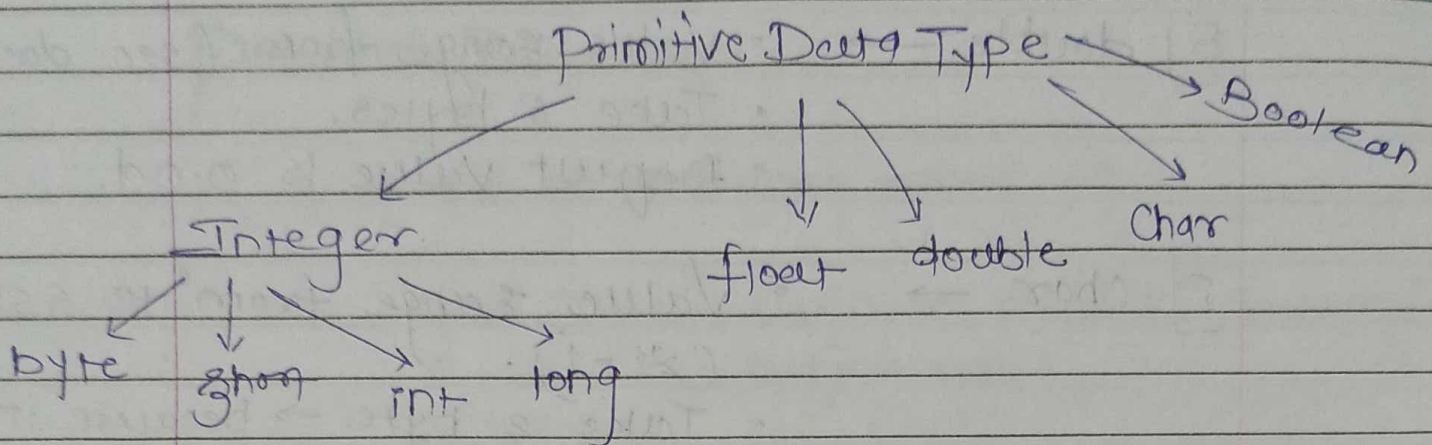 Primitive Data Type
Boolean
Integer
float
double
Char
byte
short
int
long